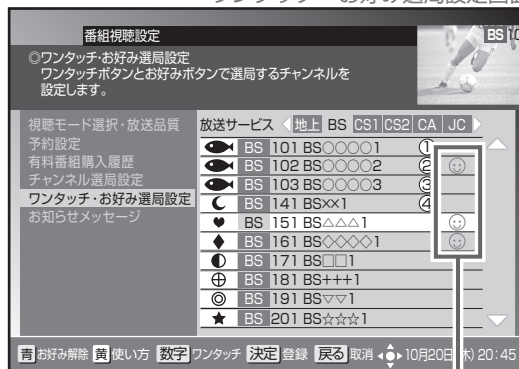 番組視聴設定
BS 10
◎ワンタッチ・お好み選局設定
ワンタッチボタンとお好みボタンで選局するチャンネルを
設定します。
視聴モード選択・放送品質
予約設定
有料番組購入履歴
チャンネル選局設定
ワンタッチ・お好み選局設定
お知らせメッセージ
放送サービス 地上 BS CS1 CS2 CA JC
BS 101 BS○○○○1 ①
BS 102 BS○○○○2 ②
BS 103 BS○○○○3 ③
BS 141 BS××1 ④
BS 151 BS△△△1
BS 161 BS◇◇◇◇1
BS 171 BS□□1
BS 181 BS+++1
BS 191 BS▽▽1
BS 201 BS☆☆☆1
青 お好み解除 黄 使い方 数字 ワンタッチ 決定 登録 戻る 取消 10月20日(木) 20:45